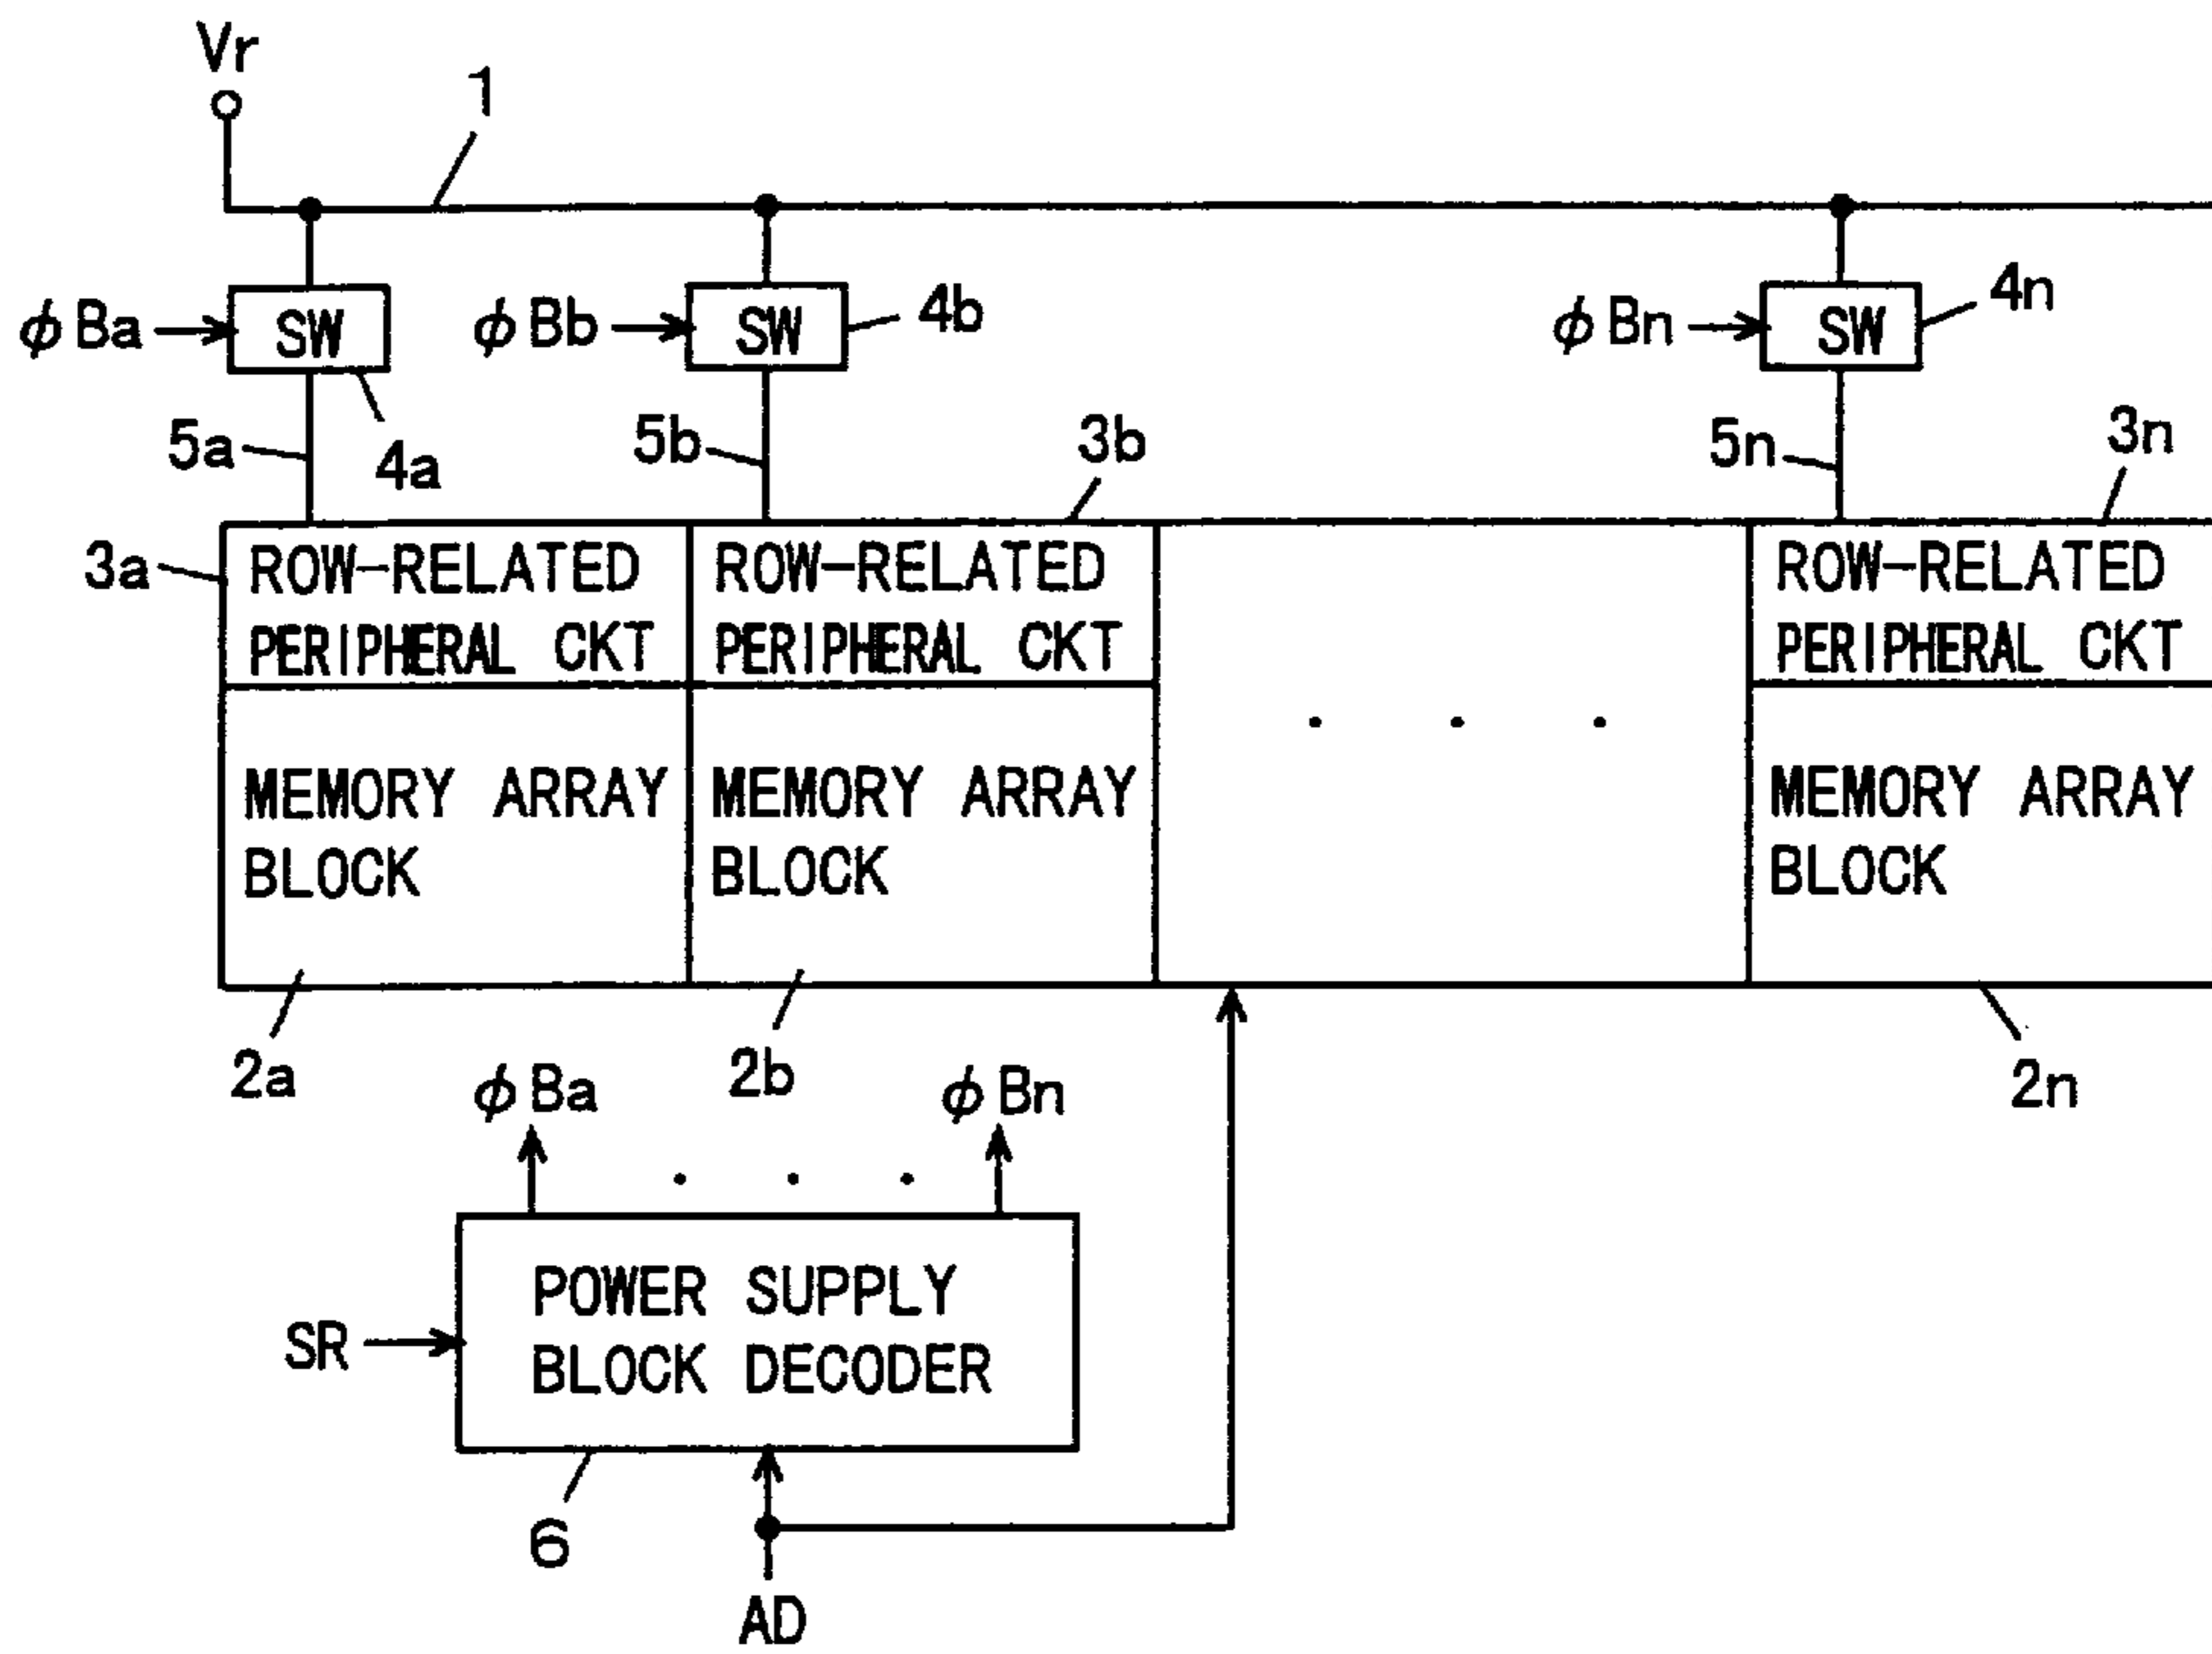 Vr
1
φBa
SW
φBb
SW
4b
φBn
SW
4n
5a
4a
5b
3b
5n
3n
3a
ROW-RELATED
PERIPHERAL CKT
ROW-RELATED
PERIPHERAL CKT
ROW-RELATED
PERIPHERAL CKT
MEMORY ARRAY
BLOCK
MEMORY ARRAY
BLOCK
. . .
MEMORY ARRAY
BLOCK
2a
2b
2n
φBa
. . .
φBn
SR
POWER SUPPLY
BLOCK DECODER
6
AD